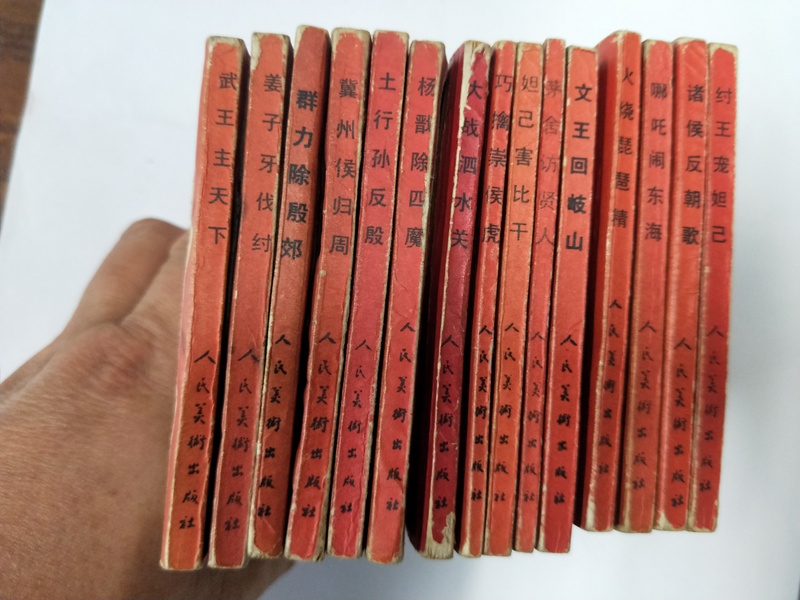 武王主天下 人民美術出版社
姜子牙伐纣 人民美術出版社
群力除殷郊 人民美術出版社
冀州侯归周 人民美術出版社
土行孙反殷 人民美術出版社
杨戬除四魔 人民美術出版社
大战泗水关 人民美術出版社
巧擒崇侯虎 人民美術出版社
妲己害比干 人民美術出版社
茅舍访贤人 人民美術出版社
文王回岐山 人民美術出版社
火烧琵琶精 人民美術出版社
哪吒闹东海 人民美術出版社
诸侯反朝歌 人民美術出版社
纣王宠妲己 人民美術出版社